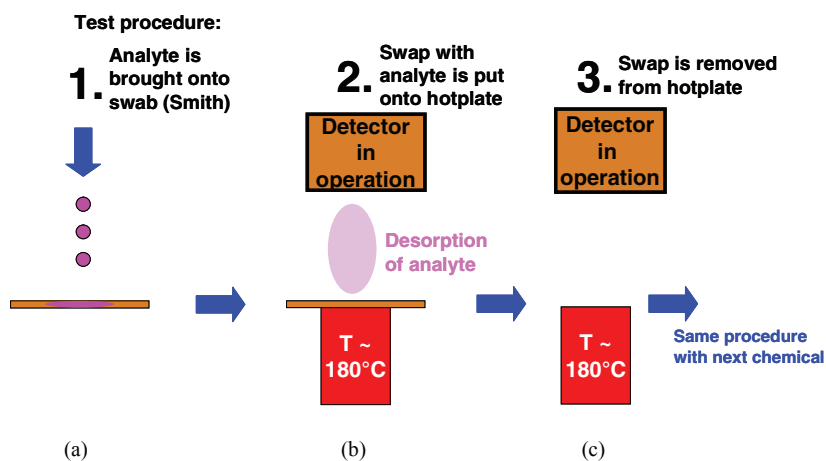 Test procedure:
1. Analyte is
brought onto
swab (Smith)
2. Swap with
analyte is put
onto hotplate
3. Swap is removed
from hotplate
Detector
in
operation
Detector
in
operation
Desorption
of analyte
T ~
180°C
T ~
180°C
Same procedure
with next chemical
(a)
(b)
(c)